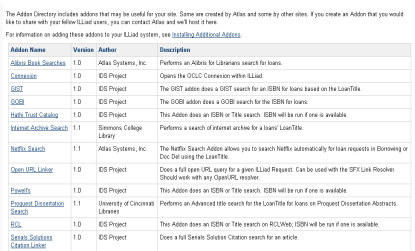 The Addon Directory includes addons that may be useful for your site. Some are created by Atlas and some by other sites. If you create an Addon that you would
like to share with your fellow ILLiad users, you can contact Atlas and we'll host it here.
For information on adding these addons to your ILLiad system, see Installing Additional Addons.
Addon Name Version Author Description
Alibris Book Searches 1.0 Atlas Systems, Inc. Performs an Alibris for Librarians search for loans.
Connexion 1.0 IDS Project Opens the OCLC Connexion within ILLiad.
GIST 1.0 IDS Project The GIST addon does a GIST search for an ISBN for loans based on the LoanTitle.
GOBI 1.0 IDS Project The GOBI addon does a GOBI search for the ISBN for loans.
Hathi Trust Catalog 1.0 IDS Project This Addon does an ISBN or Title search. ISBN will be run if one is available.
Internet Archive Search 1.1 Simmons College Performs a search of internet archive for a loans' LoanTitle.
Library
Netflix Search 1.1 Atlas Systems, Inc. The Netflix Search Addon allows you to search Netflix automatically for loan requests in Borrowing or
Doc Del using the LoanTitle.
Open URL Linker 1.0 IDS Project Does a full open URL query for a given ILLiad Request. Can be used with the SFX Link Resolver.
Should work with any OpenURL resolver.
Powell's 1.0 IDS Project This Addon does an ISBN or Title search. ISBN will be run if one is available.
Proquest Dissertation 1.1 University of Cincinnati Performs an Advanced title search for the LoanTitle for loans on Proquest Dissertation Abstracts.
Search Libraries
RCL 1.0 IDS Project This Addon does an ISBN or Title search on RCLWeb; ISBN will be run if one is available.
Serials Solutions 1.0 IDS Project Does a full Serials Solution Citation search for an article.
Citation Linker